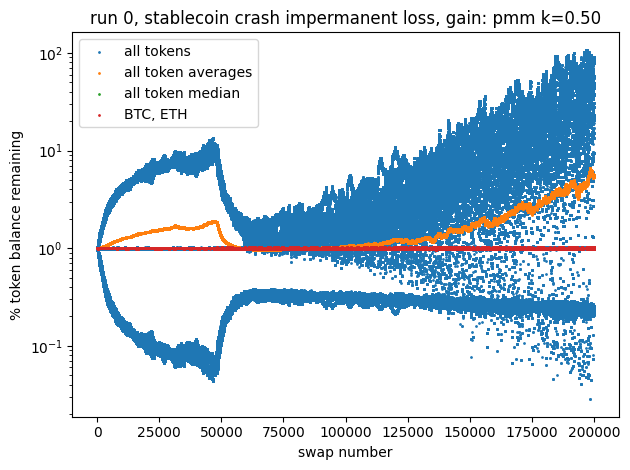 run 0, stablecoin crash impermanent loss, gain: pmm k=0.50
all tokens
all token averages
all token median
BTC, ETH
% token balance remaining
10²
10¹
10⁰
10⁻¹
0 25000 50000 75000 100000 125000 150000 175000 200000
swap number